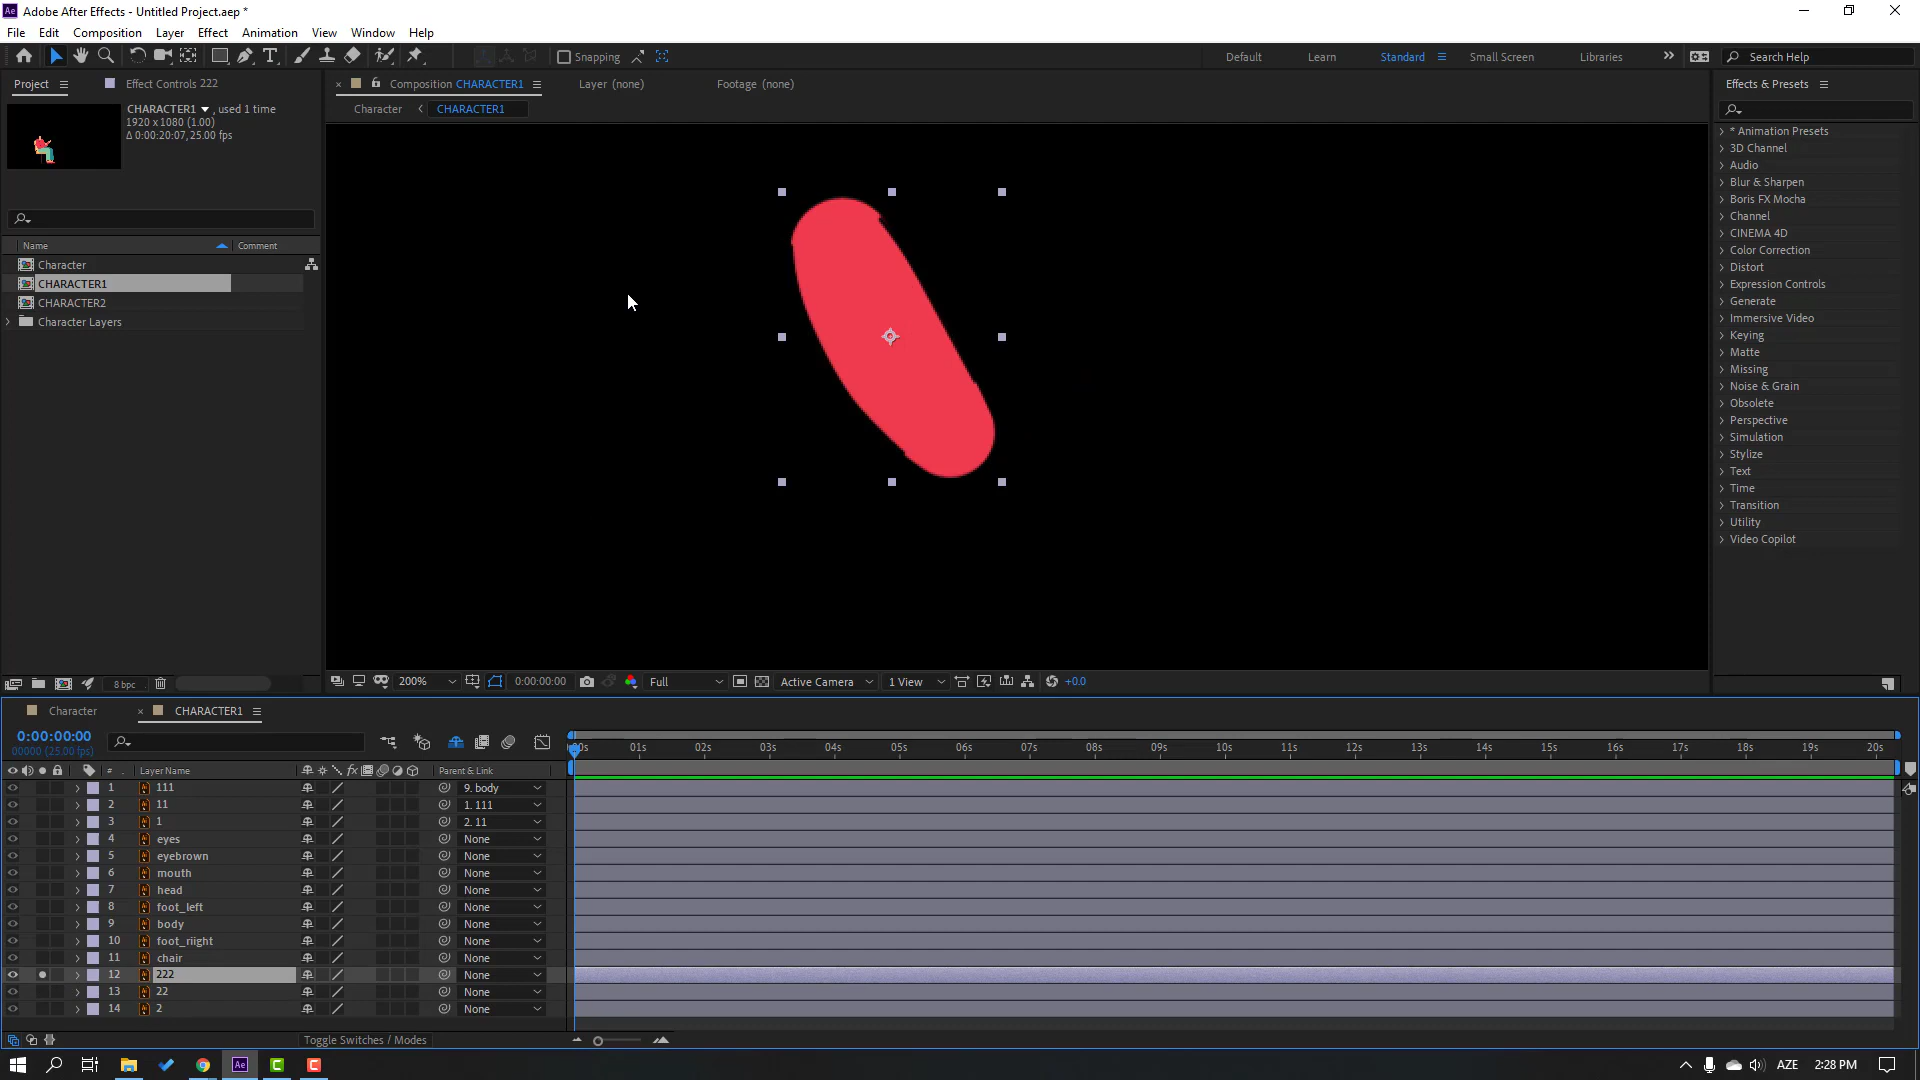 Adobe After Effects - Untitled Project.aep *
File Edit Composition Layer Effect Animation View Window Help
Snapping Default Learn Standard Small Screen Libraries Search Help
Project Effect Controls 222 Composition CHARACTER1 Layer (none) Footage (none) Effects & Presets
CHARACTER1 , used 1 time
1920 x 1080 (1.00)
Δ 0:00:20:07, 25.00 fps
Character CHARACTER1
Name Comment
Character
CHARACTER1
CHARACTER2
Character Layers
* Animation Presets
3D Channel
Audio
Blur & Sharpen
Boris FX Mocha
Channel
CINEMA 4D
Color Correction
Distort
Expression Controls
Generate
Immersive Video
Keying
Matte
Missing
Noise & Grain
Obsolete
Perspective
Simulation
Stylize
Text
Time
Transition
Utility
Video Copilot
8 bpc 200% 0:00:00:00 Full Active Camera 1 View +0.0
Character CHARACTER1
0:00:00:00
00000 (25.00 fps)
00s 01s 02s 03s 04s 05s 06s 07s 08s 09s 10s 11s 12s 13s 14s 15s 16s 17s 18s 19s 20s
# Layer Name fx Parent & Link
1 111 9. body
2 11 1. 111
3 1 2. 11
4 eyes None
5 eyebrown None
6 mouth None
7 head None
8 foot_left None
9 body None
10 foot_riight None
11 chair None
12 222 None
13 22 None
14 2 None
Toggle Switches / Modes
Ae AZE 2:28 PM